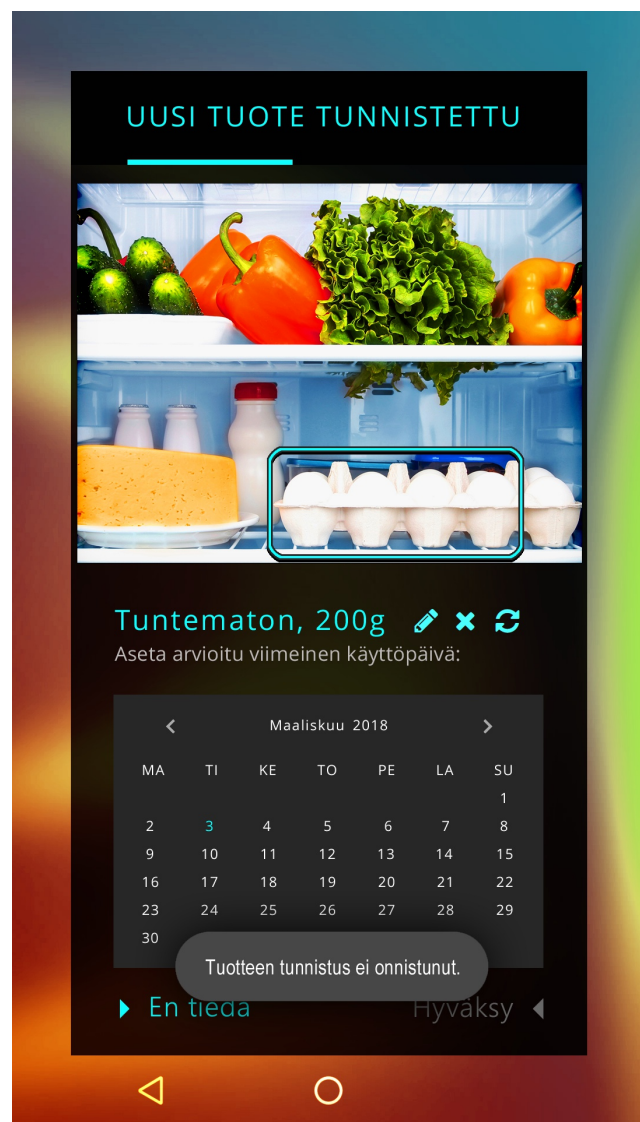 UUSI TUOTE TUNNISTETTU
Tuntematon, 200g
Aseta arvioitu viimeinen käyttöpäivä:
Maaliskuu 2018
MA TI KE TO PE LA SU
1
2 3 4 5 6 7 8
9 10 11 12 13 14 15
16 17 18 19 20 21 22
23 24 25 26 27 28 29
30
Tuotteen tunnistus ei onnistunut.
En tiedä
Hyväksy